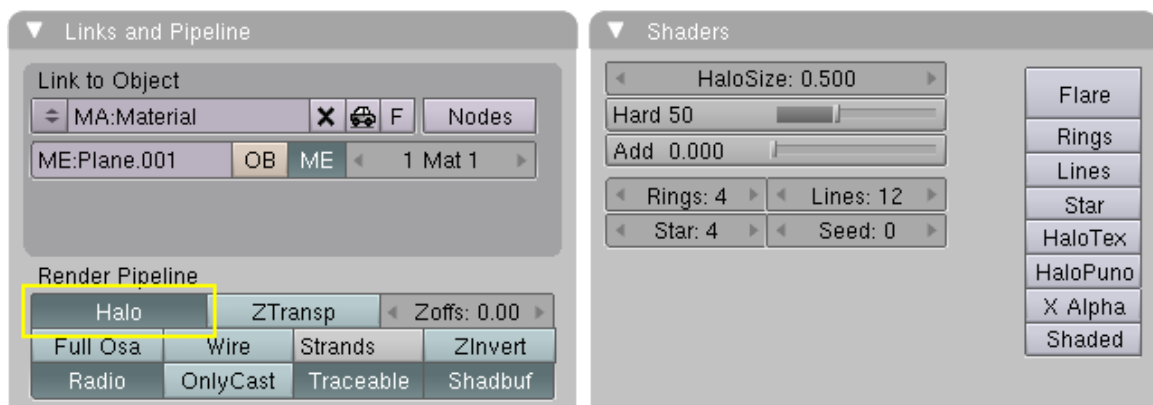 Links and Pipeline
Link to Object
MA:Material F Nodes
ME:Plane.001 OB ME 1 Mat 1
Render Pipeline
Halo ZTransp Zoffs: 0.00
Full Osa Wire Strands ZInvert
Radio OnlyCast Traceable Shadbuf
Shaders
HaloSize: 0.500
Hard 50
Add 0.000
Rings: 4 Lines: 12
Star: 4 Seed: 0
Flare
Rings
Lines
Star
HaloTex
HaloPuno
X Alpha
Shaded